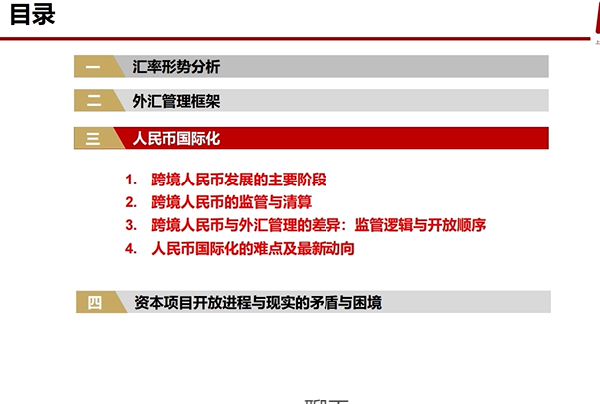 目录
一 汇率形势分析
二 外汇管理框架
三 人民币国际化
1. 跨境人民币发展的主要阶段
2. 跨境人民币的监管与清算
3. 跨境人民币与外汇管理的差异：监管逻辑与开放顺序
4. 人民币国际化的难点及最新动向
四 资本项目开放进程与现实的矛盾与困境